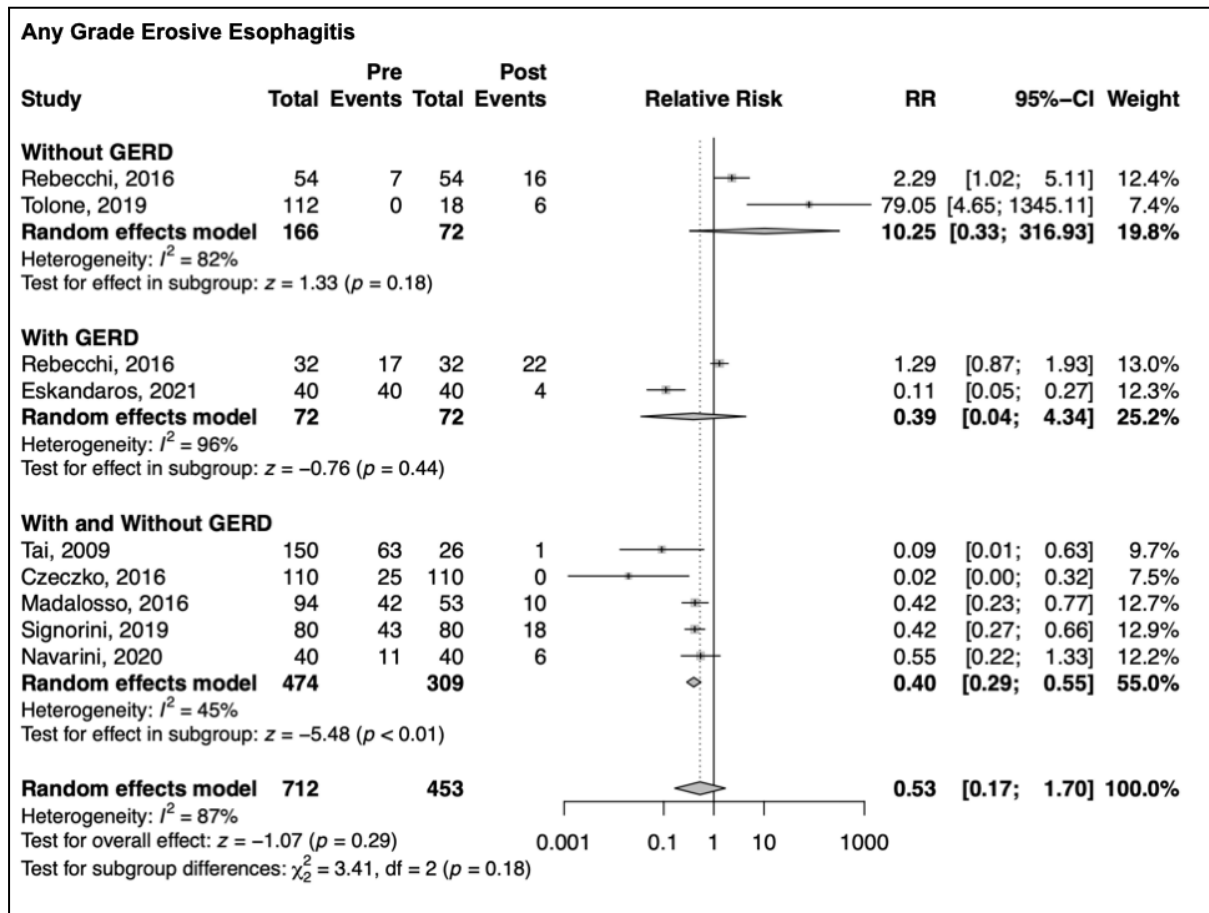 Any Grade Erosive Esophagitis
Pre Post
Study Total Events Total Events Relative Risk RR 95%−CI Weight
Without GERD
Rebecchi, 2016 54 7 54 16 2.29 [1.02; 5.11] 12.4%
Tolone, 2019 112 0 18 6 79.05 [4.65; 1345.11] 7.4%
Random effects model 166 72 10.25 [0.33; 316.93] 19.8%
Heterogeneity: I² = 82%
Test for effect in subgroup: z = 1.33 (p = 0.18)
With GERD
Rebecchi, 2016 32 17 32 22 1.29 [0.87; 1.93] 13.0%
Eskandaros, 2021 40 40 40 4 0.11 [0.05; 0.27] 12.3%
Random effects model 72 72 0.39 [0.04; 4.34] 25.2%
Heterogeneity: I² = 96%
Test for effect in subgroup: z = −0.76 (p = 0.44)
With and Without GERD
Tai, 2009 150 63 26 1 0.09 [0.01; 0.63] 9.7%
Czeczko, 2016 110 25 110 0 0.02 [0.00; 0.32] 7.5%
Madalosso, 2016 94 42 53 10 0.42 [0.23; 0.77] 12.7%
Signorini, 2019 80 43 80 18 0.42 [0.27; 0.66] 12.9%
Navarini, 2020 40 11 40 6 0.55 [0.22; 1.33] 12.2%
Random effects model 474 309 0.40 [0.29; 0.55] 55.0%
Heterogeneity: I² = 45%
Test for effect in subgroup: z = −5.48 (p < 0.01)
Random effects model 712 453 0.53 [0.17; 1.70] 100.0%
Heterogeneity: I² = 87%
Test for overall effect: z = −1.07 (p = 0.29)
0.001 0.1 1 10 1000
Test for subgroup differences: χ²₂ = 3.41, df = 2 (p = 0.18)